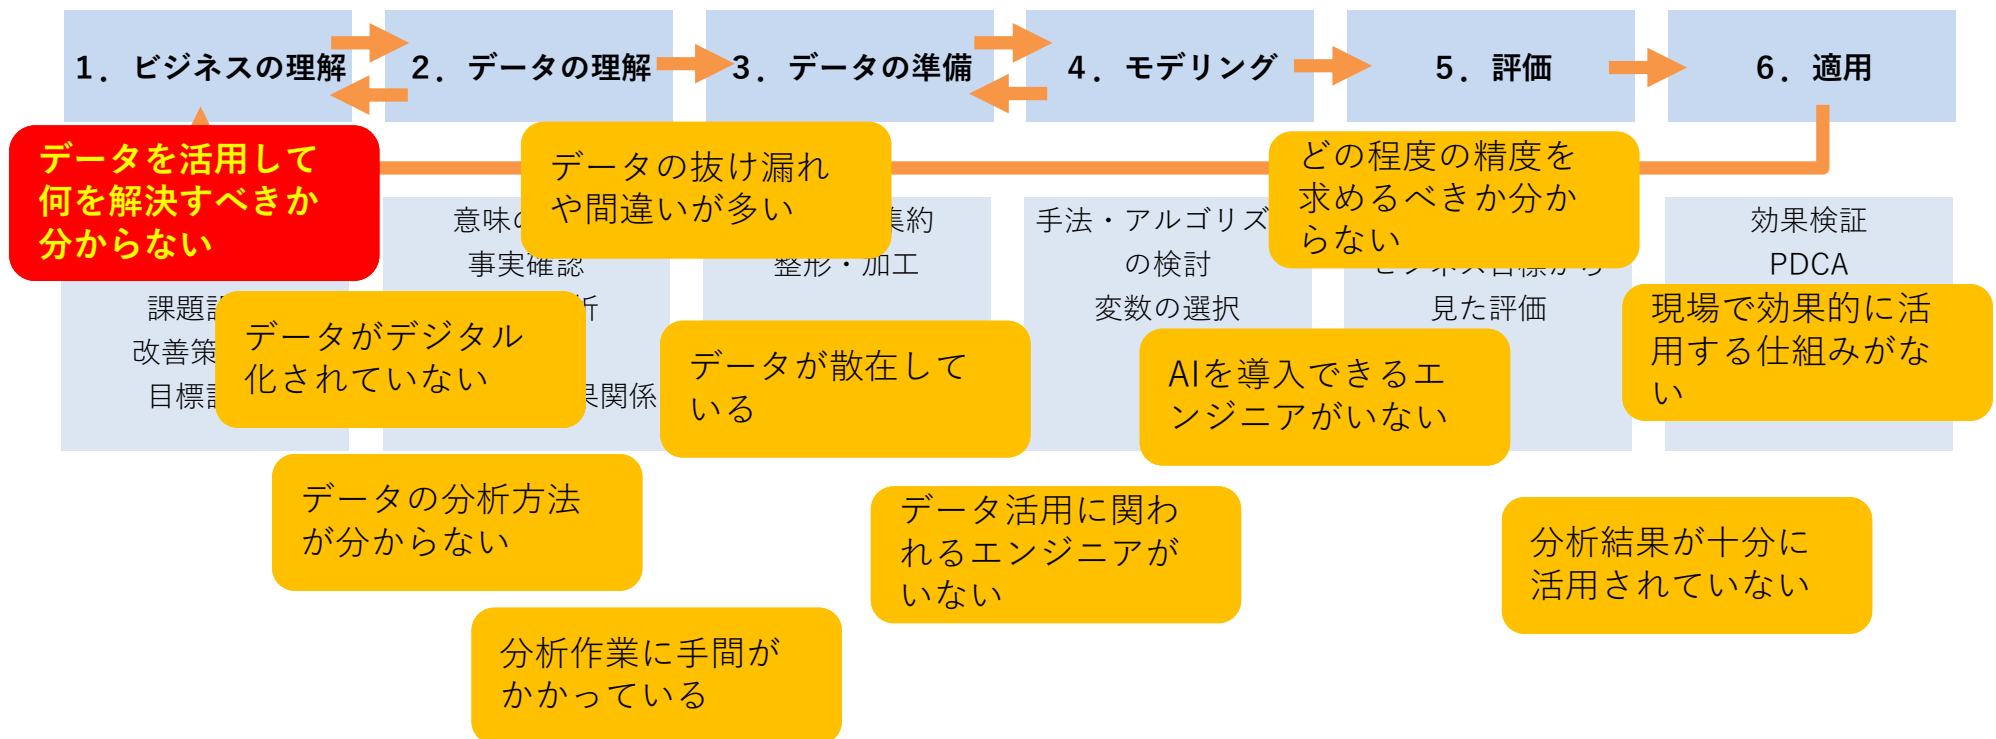 1．ビジネスの理解
2．データの理解
3．データの準備
4．モデリング
5．評価
6．適用
データを活用して
何を解決すべきか
分からない
データの抜け漏れ
や間違いが多い
どの程度の精度を
求めるべきか分か
らない
課題
改善策
目標
意味の
事実確認
析
果関係
集約
整形・加工
手法・アルゴリズ
の検討
変数の選択
ビジネス目標から
見た評価
効果検証
PDCA
データがデジタル
化されていない
データが散在して
いる
AIを導入できるエ
ンジニアがいない
現場で効果的に活
用する仕組みがな
い
データの分析方法
が分からない
データ活用に関わ
れるエンジニアが
いない
分析結果が十分に
活用されていない
分析作業に手間が
かかっている